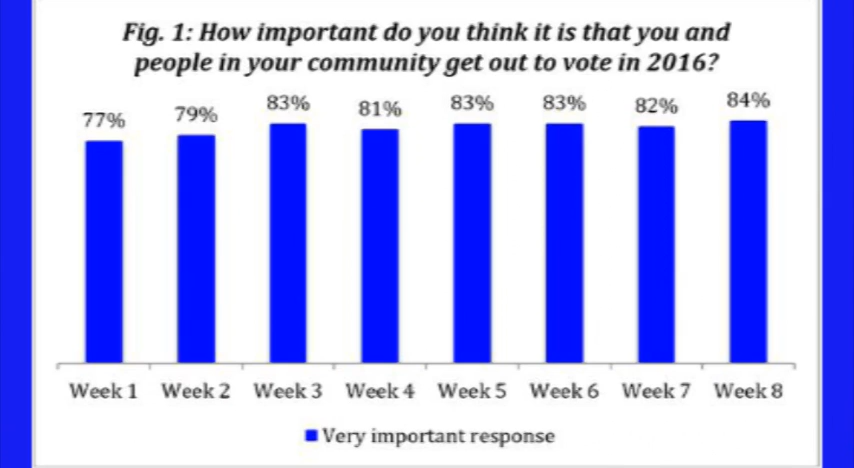 Fig. 1: How important do you think it is that you and
people in your community get out to vote in 2016?
77% 79% 83% 81% 83% 83% 82% 84%
Week 1 Week 2 Week 3 Week 4 Week 5 Week 6 Week 7 Week 8
Very important response